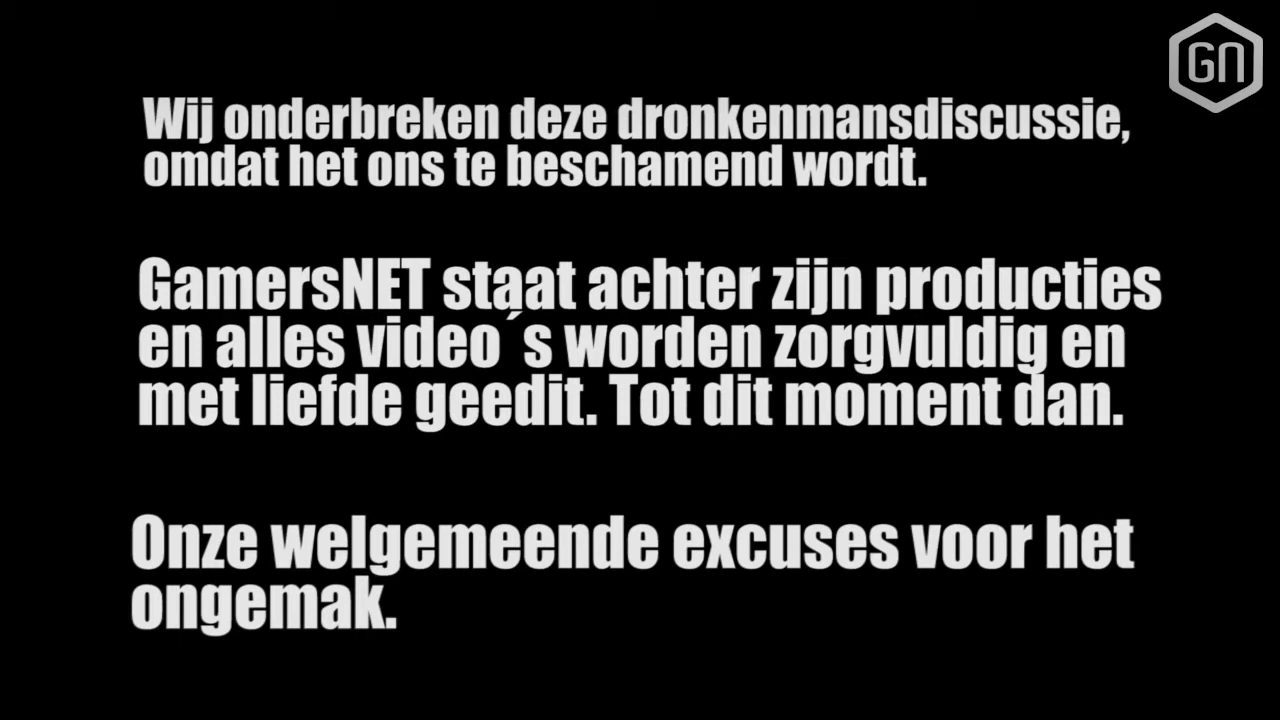 GN
Wij onderbreken deze dronkenmansdiscussie,
omdat het ons te beschamend wordt.
GamersNET staat achter zijn producties
en alles video´s worden zorgvuldig en
met liefde geedit. Tot dit moment dan.
Onze welgemeende excuses voor het
ongemak.